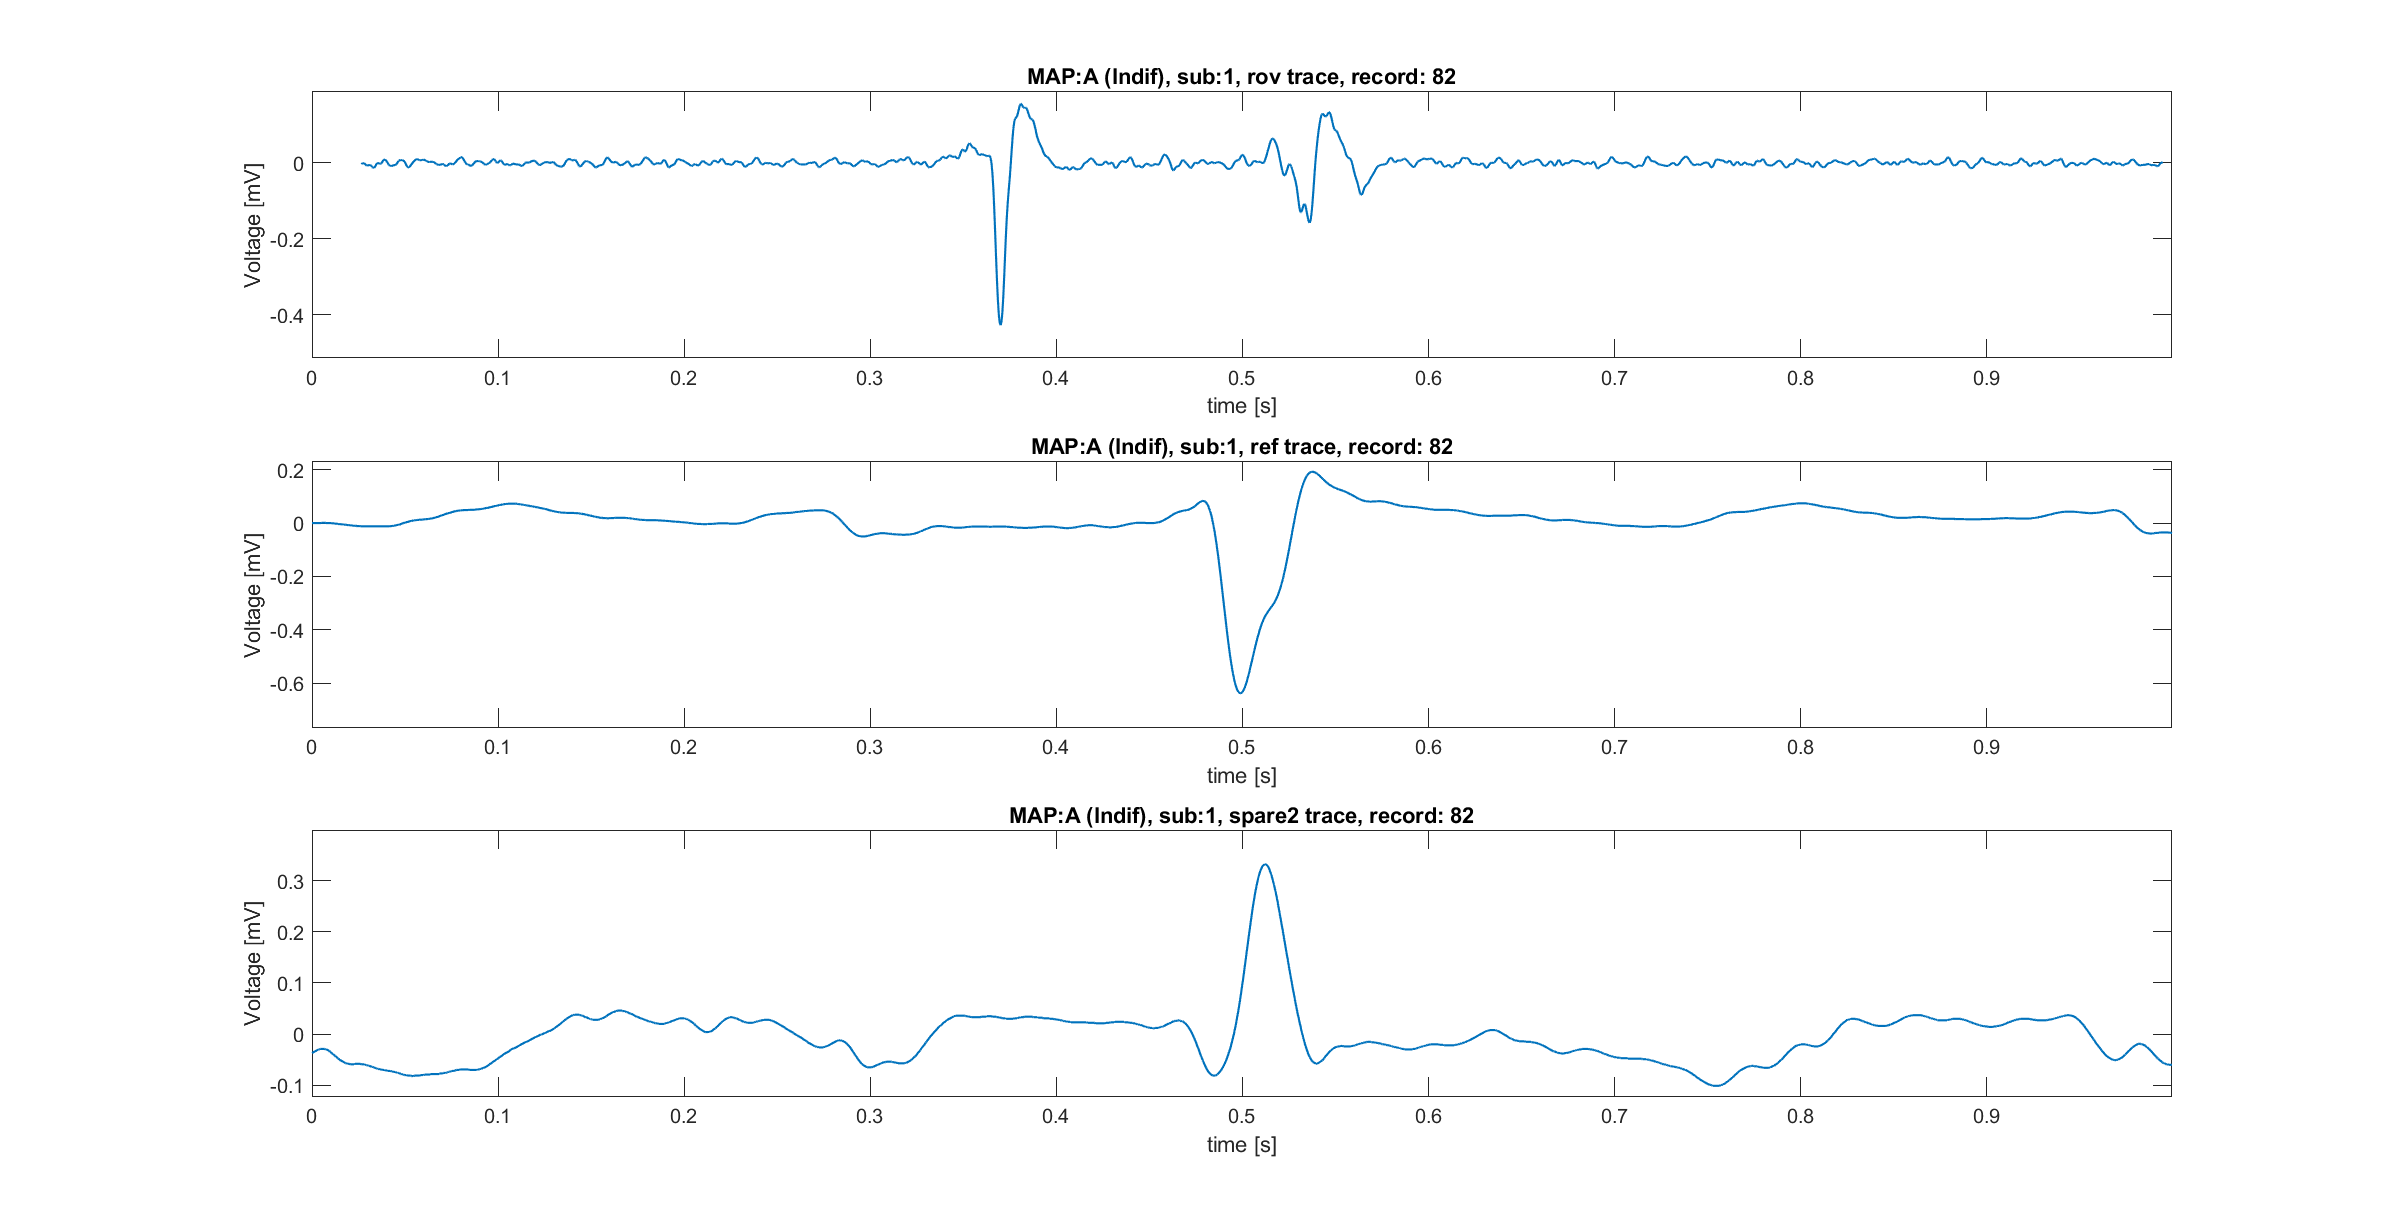 MAP:A (Indif), sub:1, rov trace, record: 82
Voltage [mV]
0
-0.2
-0.4
0 0.1 0.2 0.3 0.4 0.5 0.6 0.7 0.8 0.9
time [s]
MAP:A (Indif), sub:1, ref trace, record: 82
Voltage [mV]
0.2
0
-0.2
-0.4
-0.6
0 0.1 0.2 0.3 0.4 0.5 0.6 0.7 0.8 0.9
time [s]
MAP:A (Indif), sub:1, spare2 trace, record: 82
Voltage [mV]
0.3
0.2
0.1
0
-0.1
0 0.1 0.2 0.3 0.4 0.5 0.6 0.7 0.8 0.9
time [s]